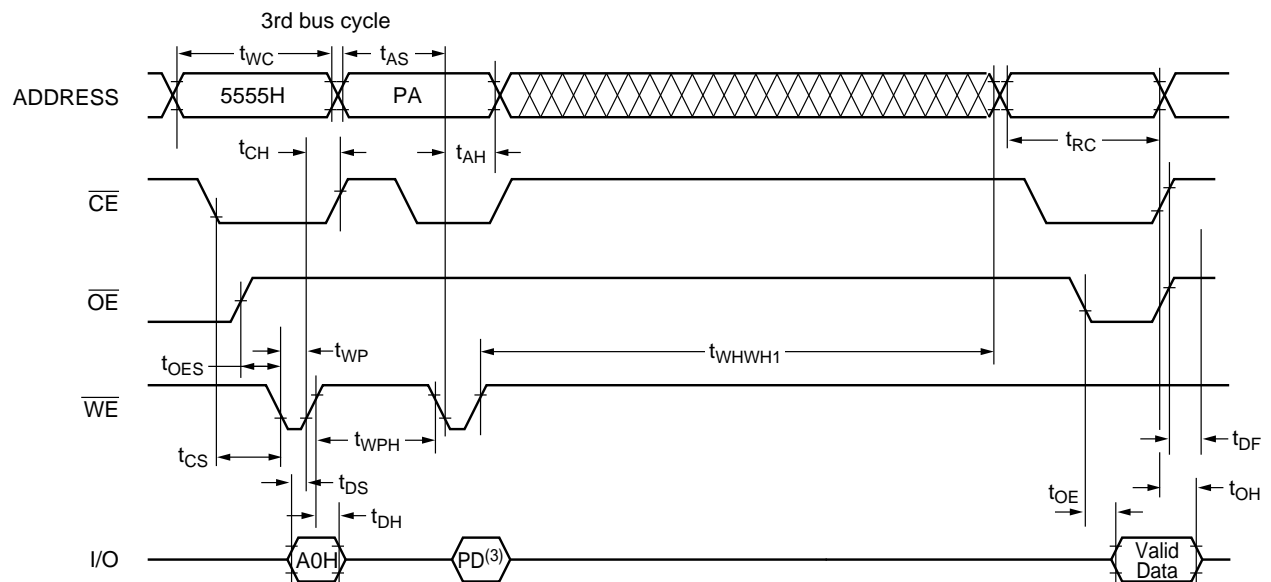 3rd bus cycle
tWC tAS
ADDRESS 5555H PA
tCH tAH tRC
CE
OE
tWP tWHWH1
tOES
WE
tWPH tDF
tCS
tDS tOE tOH
tDH
I/O A0H PD(3) Valid
Data